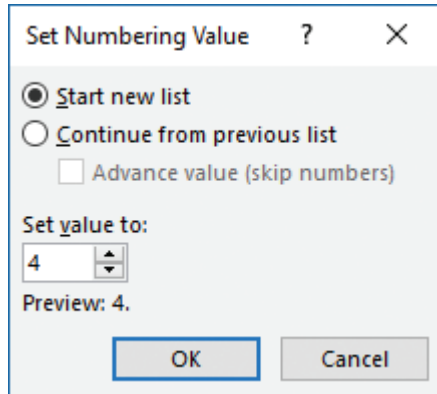 Set Numbering Value ?
Start new list
Continue from previous list
Advance value (skip numbers)
Set value to:
4
Preview: 4.
OK Cancel